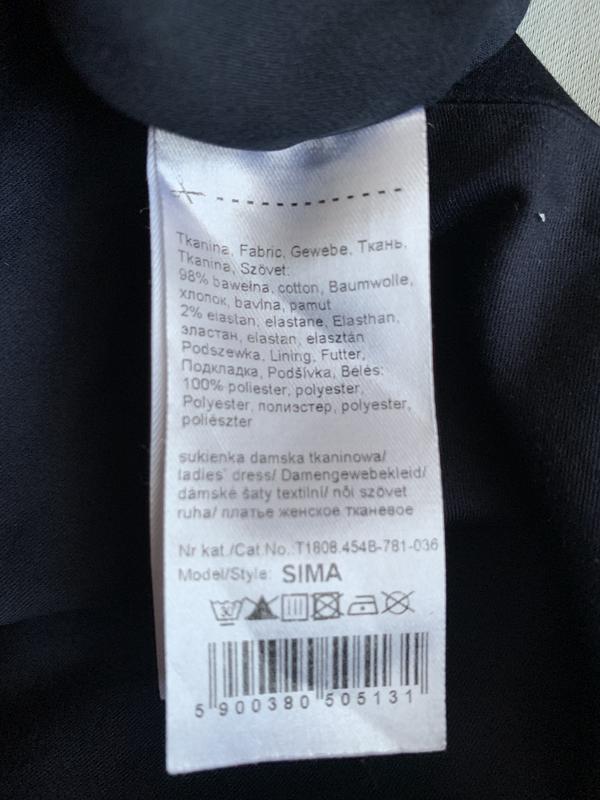 Tkanina, Fabric, Gewebe, Ткань,
Tkanina, Szövet:
98% bawełna, cotton, Baumwolle,
хлопок, bavlna, pamut
2% elastan, elastane, Elasthan,
эластан, elastan, elasztán
Podszewka, Lining, Futter,
Подкладка, Podšívka, Bélés:
100% poliester, polyester,
Polyester, полиэстер, polyester,
poliészter
sukienka damska tkaninowa/
ladies' dress/ Damengewebekleid/
dámské šaty textilní/ női szövet
ruha/ платье женское тканевое
Nr kat./Cat.No.:T1808.454B-781-036
Model/Style: SIMA
5 900380 505131